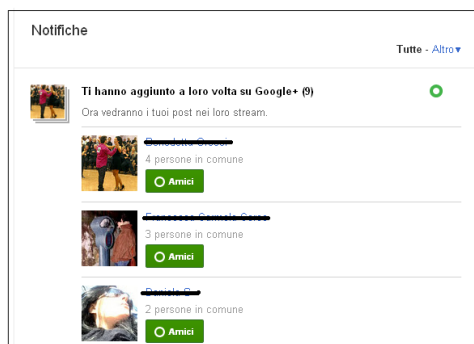 Notifiche
Tutte - Altro▾
Ti hanno aggiunto a loro volta su Google+ (9)
Ora vedranno i tuoi post nei loro stream.
4 persone in comune
Amici
3 persone in comune
Amici
2 persone in comune
Amici